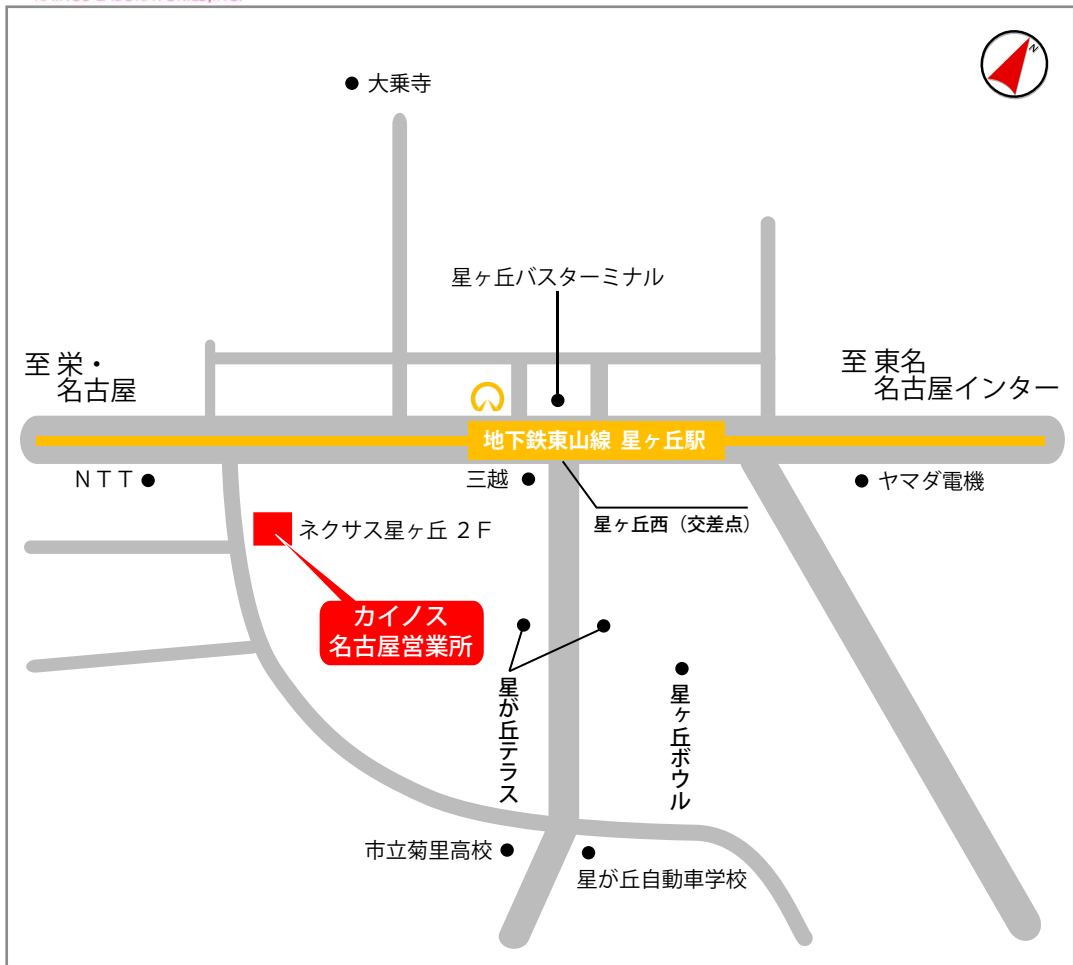 N
大乗寺
星ヶ丘バスターミナル
至 栄・
名古屋
至 東名
名古屋インター
地下鉄東山線 星ヶ丘駅
ＮＴＴ
三越
ヤマダ電機
星ヶ丘西（交差点）
ネクサス星ヶ丘 ２Ｆ
カイノス
名古屋営業所
星が丘テラス
星ヶ丘ボウル
市立菊里高校
星が丘自動車学校